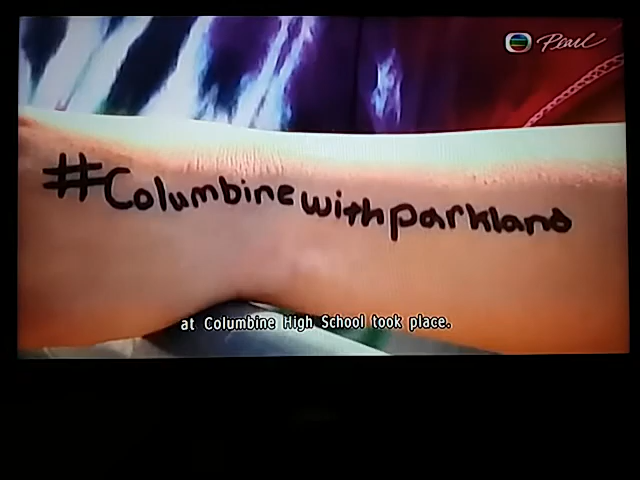 Pearl
#Columbinewithparkland
at Columbine High School took place.